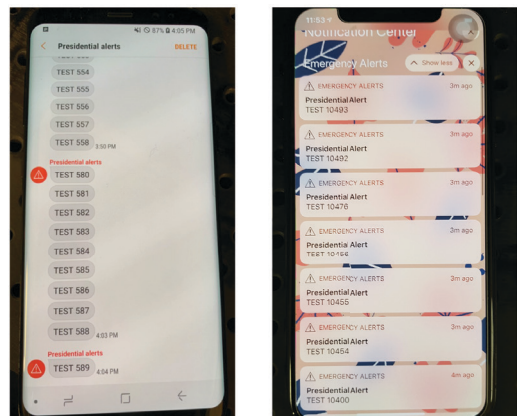 87% 4:05 PM
Presidential alerts
DELETE
TEST 554
TEST 555
TEST 556
TEST 557
TEST 558
3:50 PM
Presidential alerts
TEST 580
TEST 581
TEST 582
TEST 583
TEST 584
TEST 585
TEST 586
TEST 587
TEST 588
4:03 PM
Presidential alerts
TEST 589
4:04 PM
11:53
Notification Center
Emergency Alerts
Show less
EMERGENCY ALERTS
3m ago
Presidential Alert
TEST 10493
EMERGENCY ALERTS
3m ago
Presidential Alert
TEST 10492
EMERGENCY ALERTS
3m ago
Presidential Alert
TEST 10476
EMERGENCY ALERTS
3m ago
Presidential Alert
TEST
EMERGENCY ALERTS
3m ago
Presidential Alert
TEST 10455
EMERGENCY ALERTS
3m ago
Presidential Alert
TEST 10454
EMERGENCY ALERTS
4m ago
Presidential Alert
TEST 10400